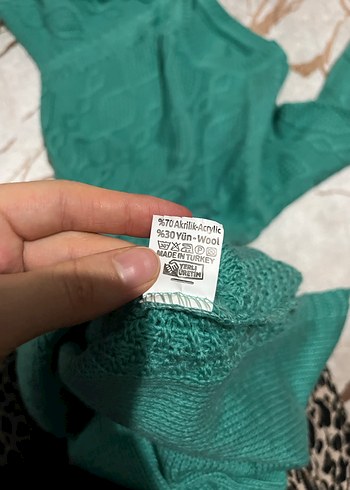 %70 Akrilik-Acrylic
%30 Yün-Wool
MADE IN TURKEY
YERLİ
ÜRETİM